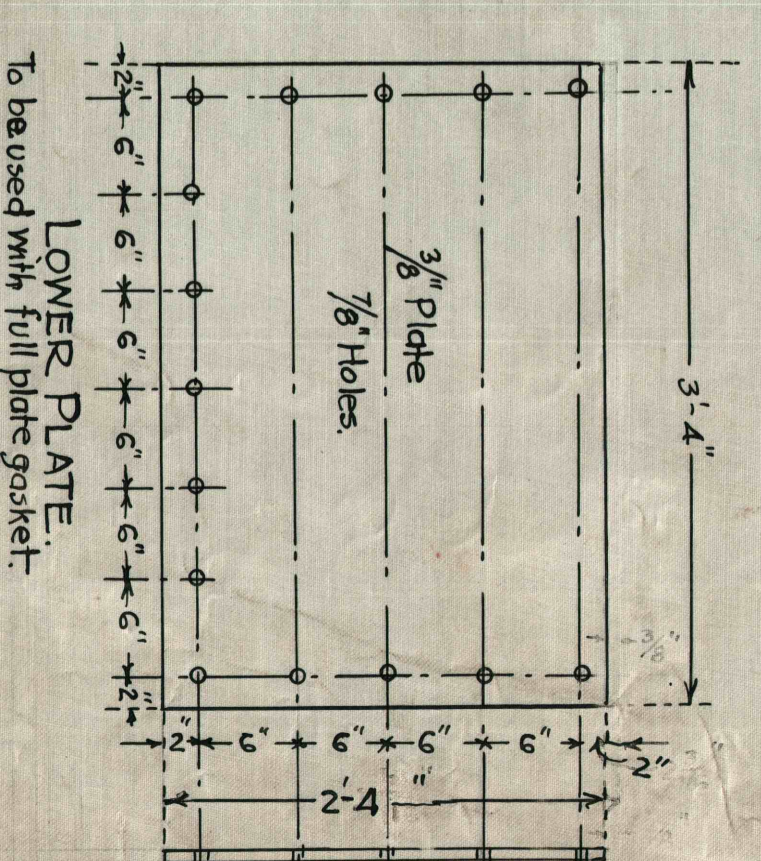 3'-4"
3/8" Plate
7/8" Holes.
2" 6" 6" 6" 6" 6" 6" 2"
LOWER PLATE.
To be used with full plate gasket.
3/8"
2" 6" 6" 6" 6" 2"
2'-4"